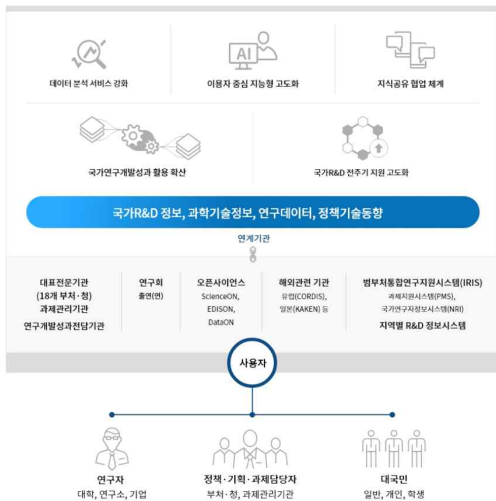 AI
데이터 분석 서비스 강화
이용자 중심 지능형 고도화
지식공유 협업 체계
국가연구개발성과 활용 확산
국가R&D 전주기 지원 고도화
국가R&D 정보, 과학기술정보, 연구데이터, 정책기술동향
연계기관
대표전문기관
(18개 부처·청)
과제관리기관
연구개발성과전담기관
연구회
출연(연)
오픈사이언스
ScienceON,
EDISON,
DataON
해외관련 기관
유럽(CORDIS),
일본(KAKEN) 등
범부처통합연구지원시스템(IRIS)
과제지원시스템(PMS),
국가연구자정보시스템(NRI)
지역별 R&D 정보시스템
사용자
연구자
대학, 연구소, 기업
정책·기획·과제담당자
부처·청, 과제관리기관
대국민
일반, 개인, 학생